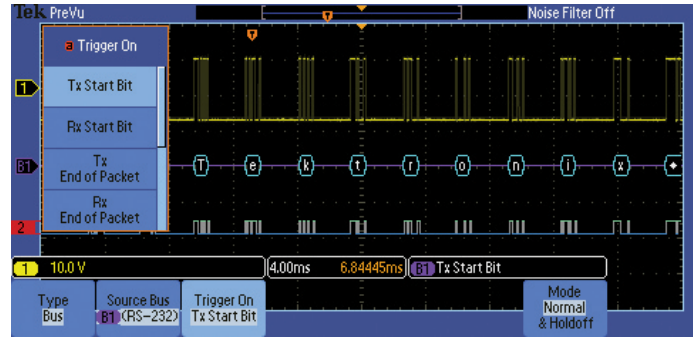 Tek PreVu
Noise Filter Off
a Trigger On
Tx Start Bit
Rx Start Bit
Tx
End of Packet
Rx
End of Packet
1
B1
2
T e k t r o n i x
1 10.0 V
4.00ms 6.84445ms
B1 Tx Start Bit
Type
Bus
Source Bus
B1 (RS-232)
Trigger On
Tx Start Bit
Mode
Normal
& Holdoff